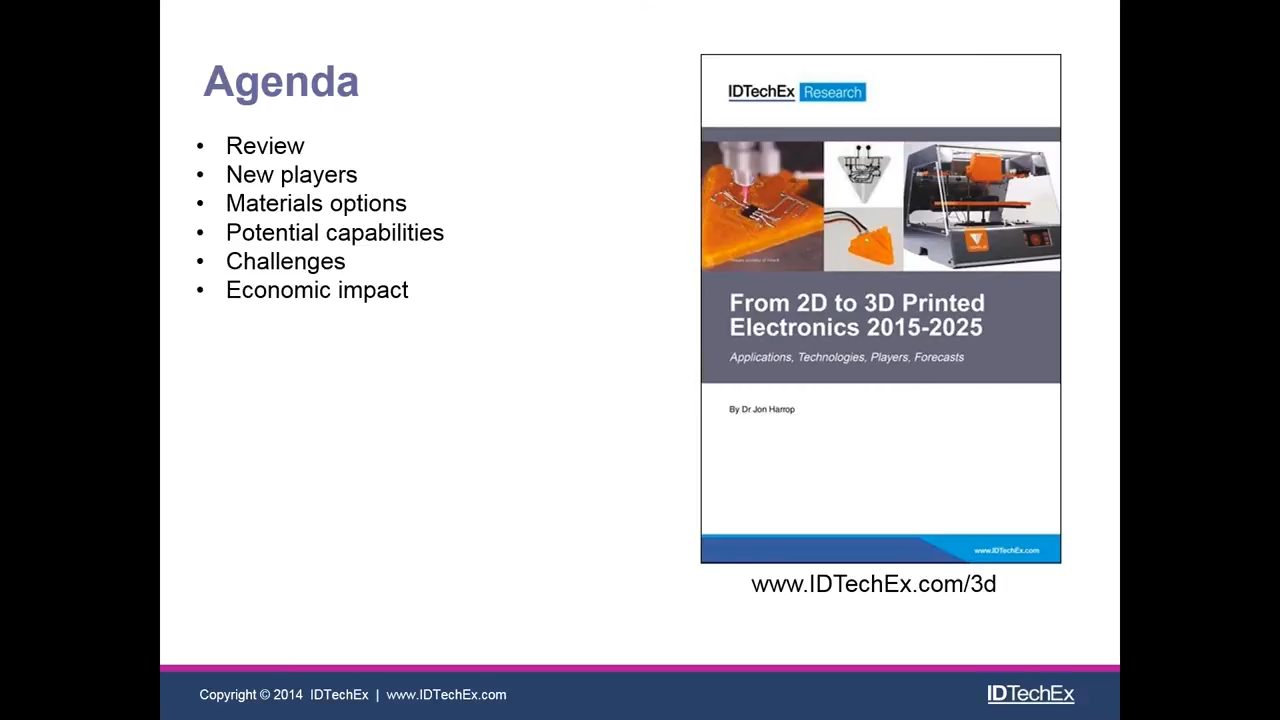 Agenda
• Review
• New players
• Materials options
• Potential capabilities
• Challenges
• Economic impact
IDTechEx Research
From 2D to 3D Printed
Electronics 2015-2025
Applications, Technologies, Players, Forecasts
By Dr Jon Harrop
www.IDTechEx.com
www.IDTechEx.com/3d
Copyright © 2014 IDTechEx | www.IDTechEx.com
IDTechEx